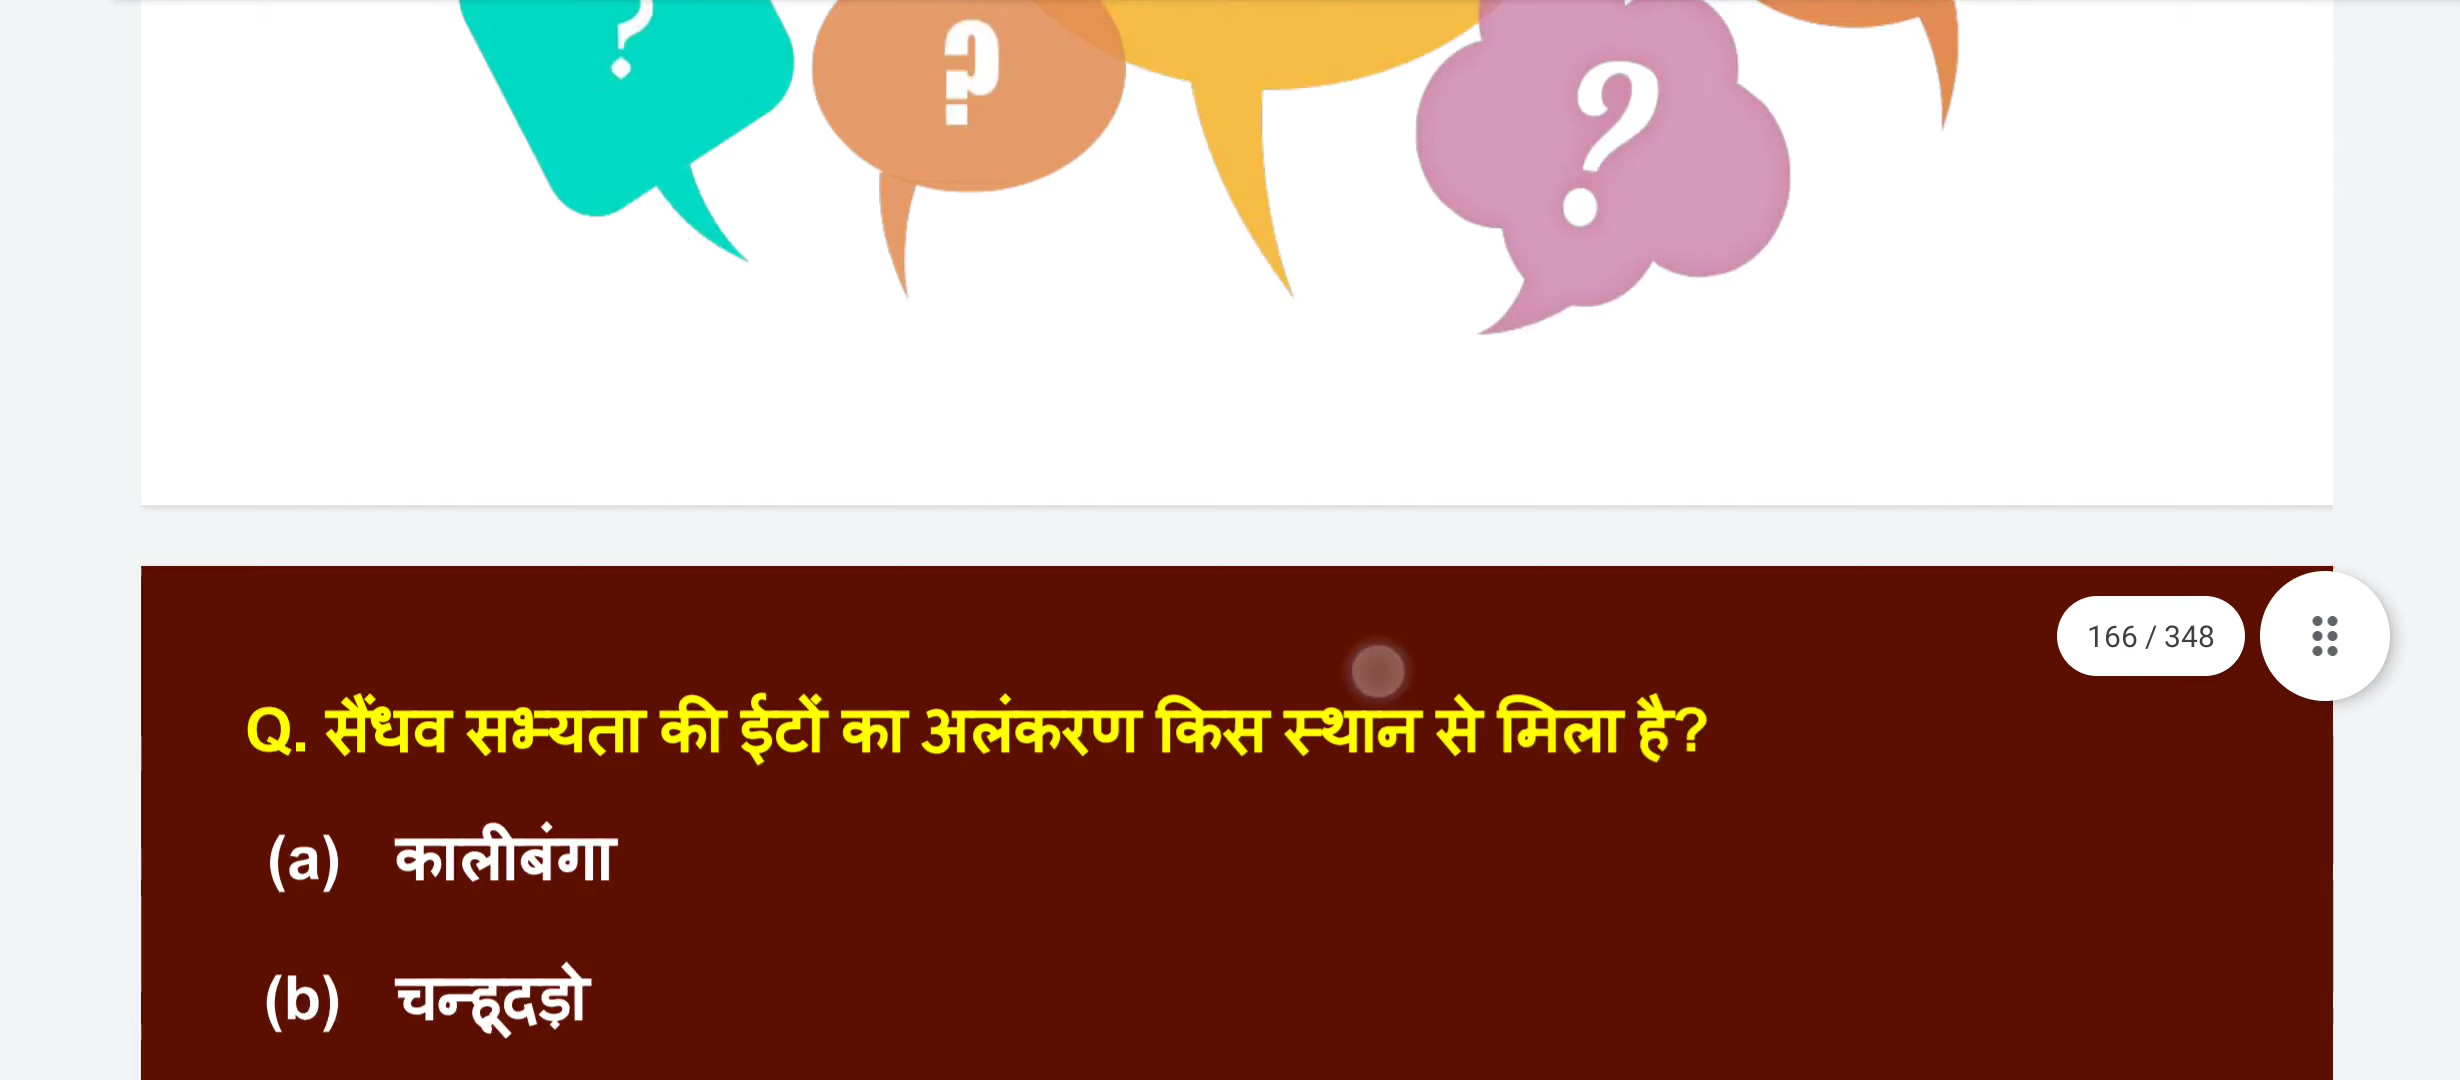 ?
?
?
166 / 348
Q. सैंधव सभ्यता की ईटों का अलंकरण किस स्थान से मिला है?
(a) कालीबंगा
(b) चन्हूदड़ो